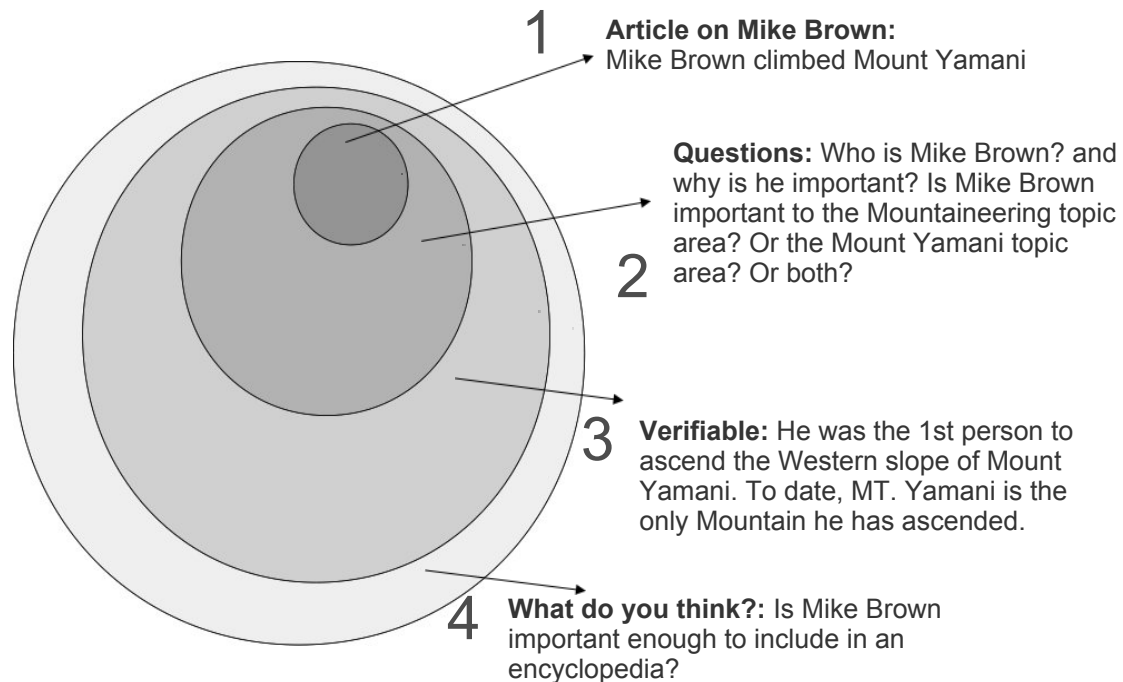 1
Article on Mike Brown:
Mike Brown climbed Mount Yamani
Questions: Who is Mike Brown? and
why is he important? Is Mike Brown
important to the Mountaineering topic
area? Or the Mount Yamani topic
area? Or both?
2
3
Verifiable: He was the 1st person to
ascend the Western slope of Mount
Yamani. To date, MT. Yamani is the
only Mountain he has ascended.
4
What do you think?: Is Mike Brown
important enough to include in an
encyclopedia?